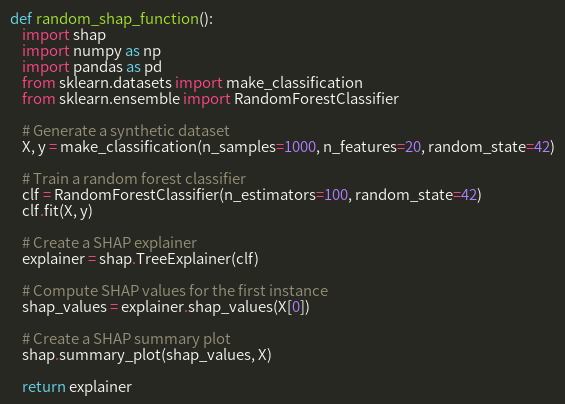 def random_shap_function():
import shap
import numpy as np
import pandas as pd
from sklearn.datasets import make_classification
from sklearn.ensemble import RandomForestClassifier
# Generate a synthetic dataset
X, y = make_classification(n_samples=1000, n_features=20, random_state=42)
# Train a random forest classifier
clf = RandomForestClassifier(n_estimators=100, random_state=42)
clf.fit(X, y)
# Create a SHAP explainer
explainer = shap.TreeExplainer(clf)
# Compute SHAP values for the first instance
shap_values = explainer.shap_values(X[0])
# Create a SHAP summary plot
shap.summary_plot(shap_values, X)
return explainer